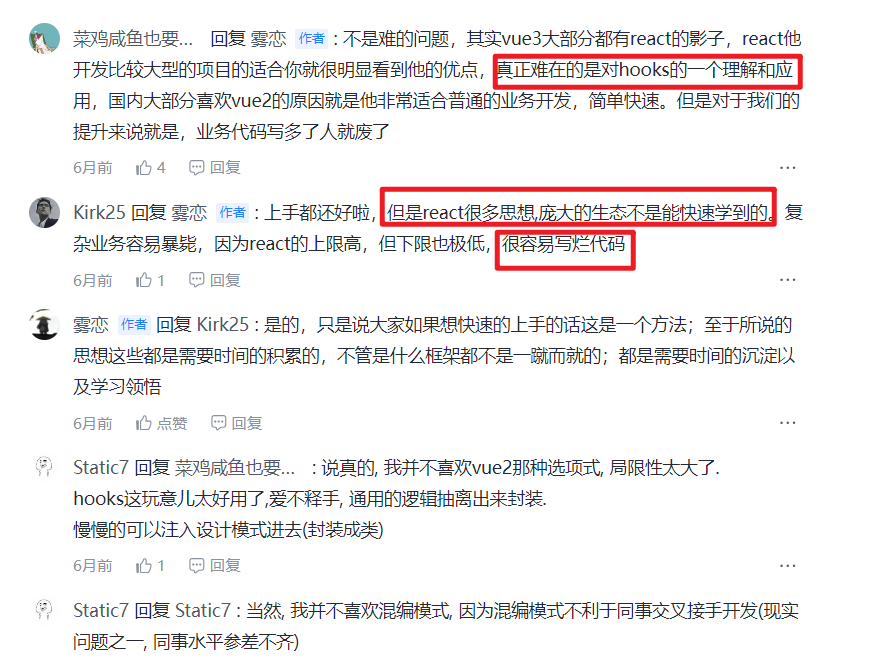 菜鸡咸鱼也要... 回复 雾恋 作者 : 不是难的问题，其实vue3大部分都有react的影子，react他
开发比较大型的项目的适合你就很明显看到他的优点，真正难在的是对hooks的一个理解和应
用，国内大部分喜欢vue2的原因就是他非常适合普通的业务开发，简单快速。但是对于我们的
提升来说就是，业务代码写多了人就废了
6月前 4 回复
Kirk25 回复 雾恋 作者 : 上手都还好啦，但是react很多思想,庞大的生态不是能快速学到的。复
杂业务容易暴毙，因为react的上限高，但下限也极低，很容易写烂代码
6月前 1 回复
雾恋 作者 回复 Kirk25 : 是的，只是说大家如果想快速的上手的话这是一个方法；至于所说的
思想这些都是需要时间的积累的，不管是什么框架都不是一蹴而就的；都是需要时间的沉淀以
及学习领悟
6月前 点赞 回复
Static7 回复 菜鸡咸鱼也要... : 说真的, 我并不喜欢vue2那种选项式, 局限性太大了.
hooks这玩意儿太好用了,爱不释手, 通用的逻辑抽离出来封装.
慢慢的可以注入设计模式进去(封装成类)
6月前 1 回复
Static7 回复 Static7 : 当然, 我并不喜欢混编模式, 因为混编模式不利于同事交叉接手开发(现实
问题之一, 同事水平参差不齐)